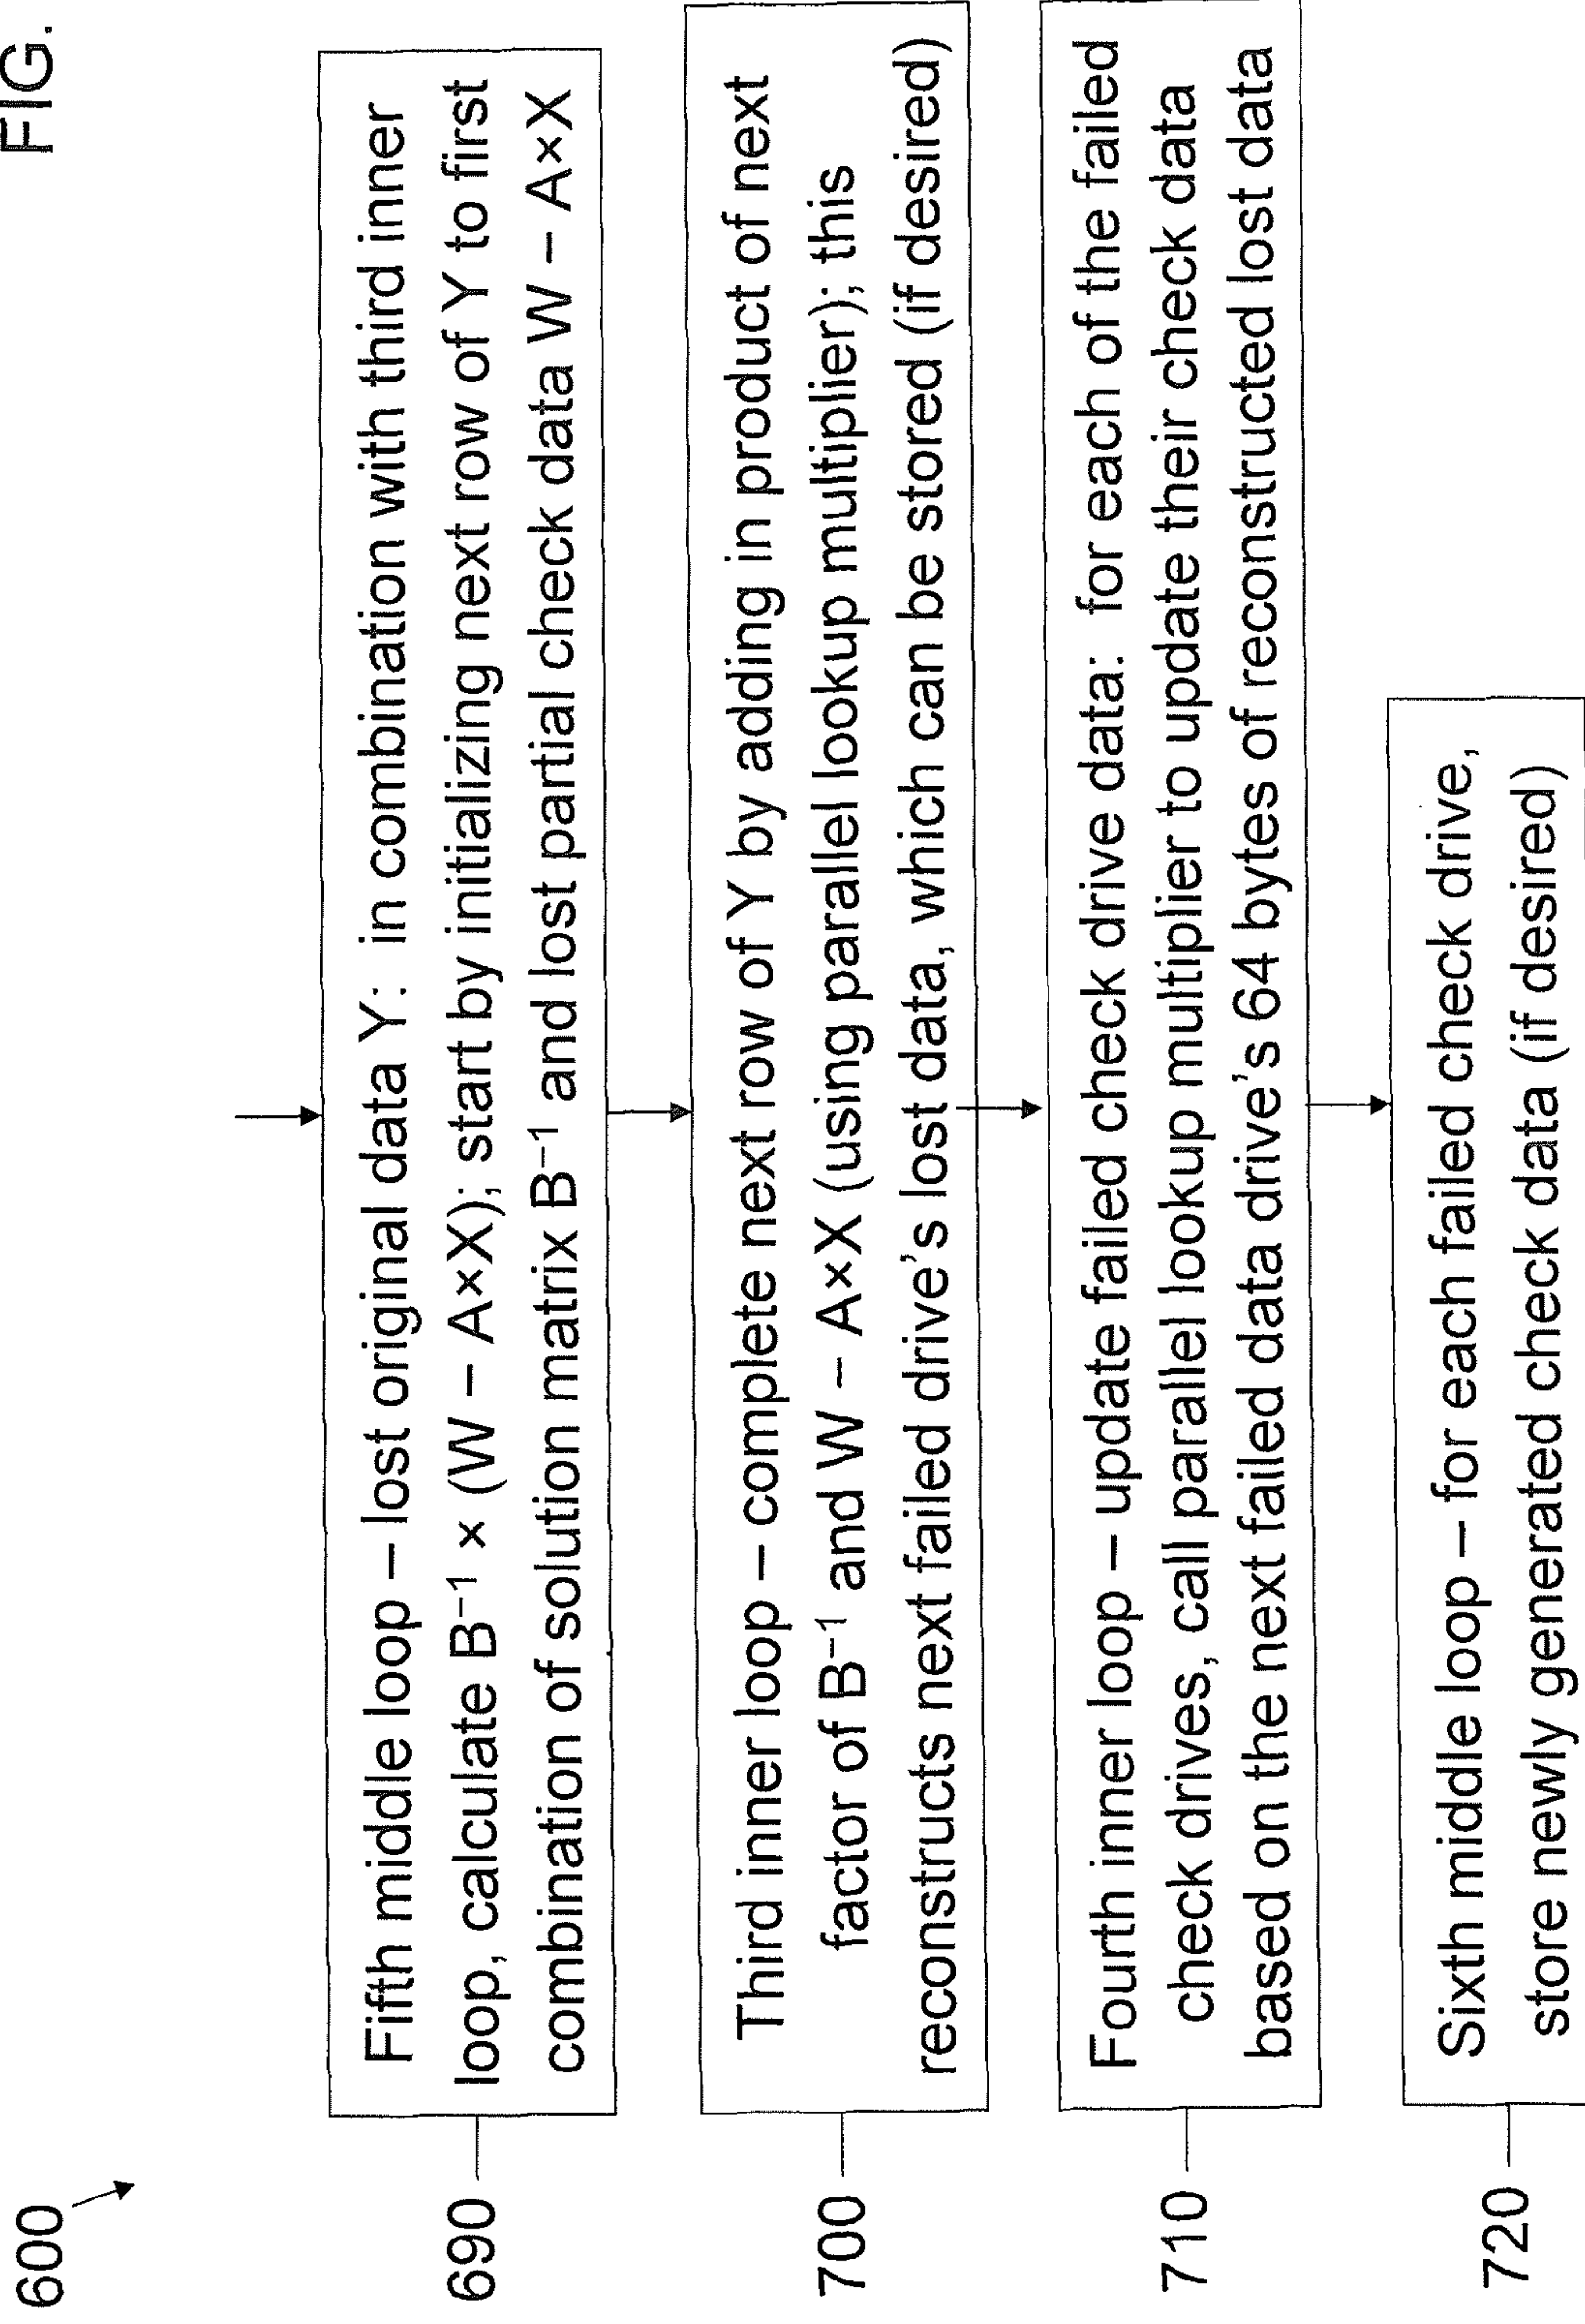 FIG.
600
690
Fifth middle loop – lost original data Y: in combination with third inner
loop, calculate B⁻¹ × (W – A×X); start by initializing next row of Y to first
combination of solution matrix B⁻¹ and lost partial check data W – A×X
700
Third inner loop – complete next row of Y by adding in product of next
factor of B⁻¹ and W – A×X (using parallel lookup multiplier); this
reconstructs next failed drive's lost data, which can be stored (if desired)
710
Fourth inner loop – update failed check drive data: for each of the failed
check drives, call parallel lookup multiplier to update their check data
based on the next failed data drive's 64 bytes of reconstructed lost data
720
Sixth middle loop – for each failed check drive,
store newly generated check data (if desired)